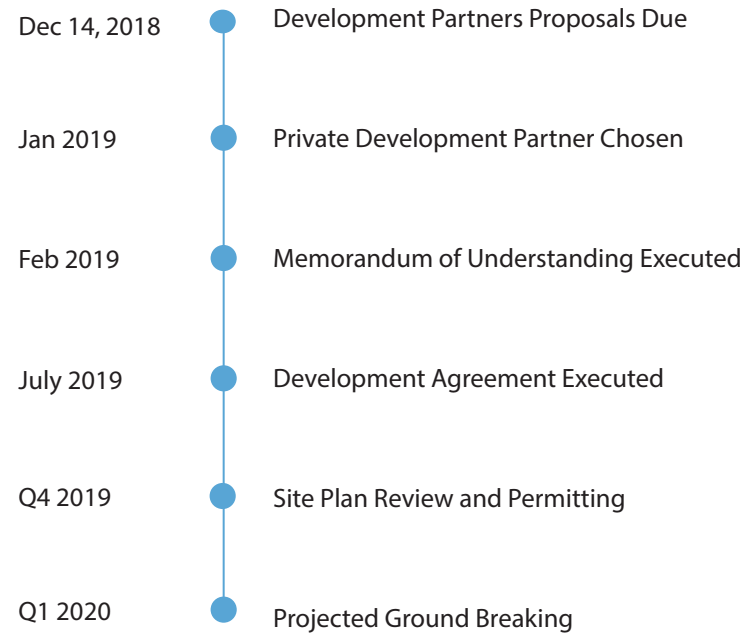 Dec 14, 2018 Development Partners Proposals Due
Jan 2019 Private Development Partner Chosen
Feb 2019 Memorandum of Understanding Executed
July 2019 Development Agreement Executed
Q4 2019 Site Plan Review and Permitting
Q1 2020 Projected Ground Breaking